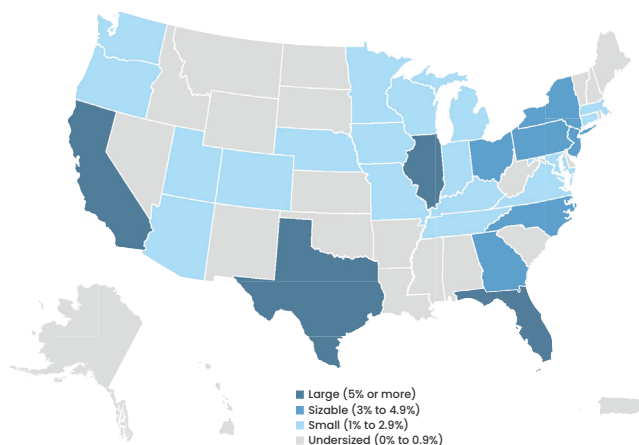 Large (5% or more)
Sizable (3% to 4.9%)
Small (1% to 2.9%)
Undersized (0% to 0.9%)